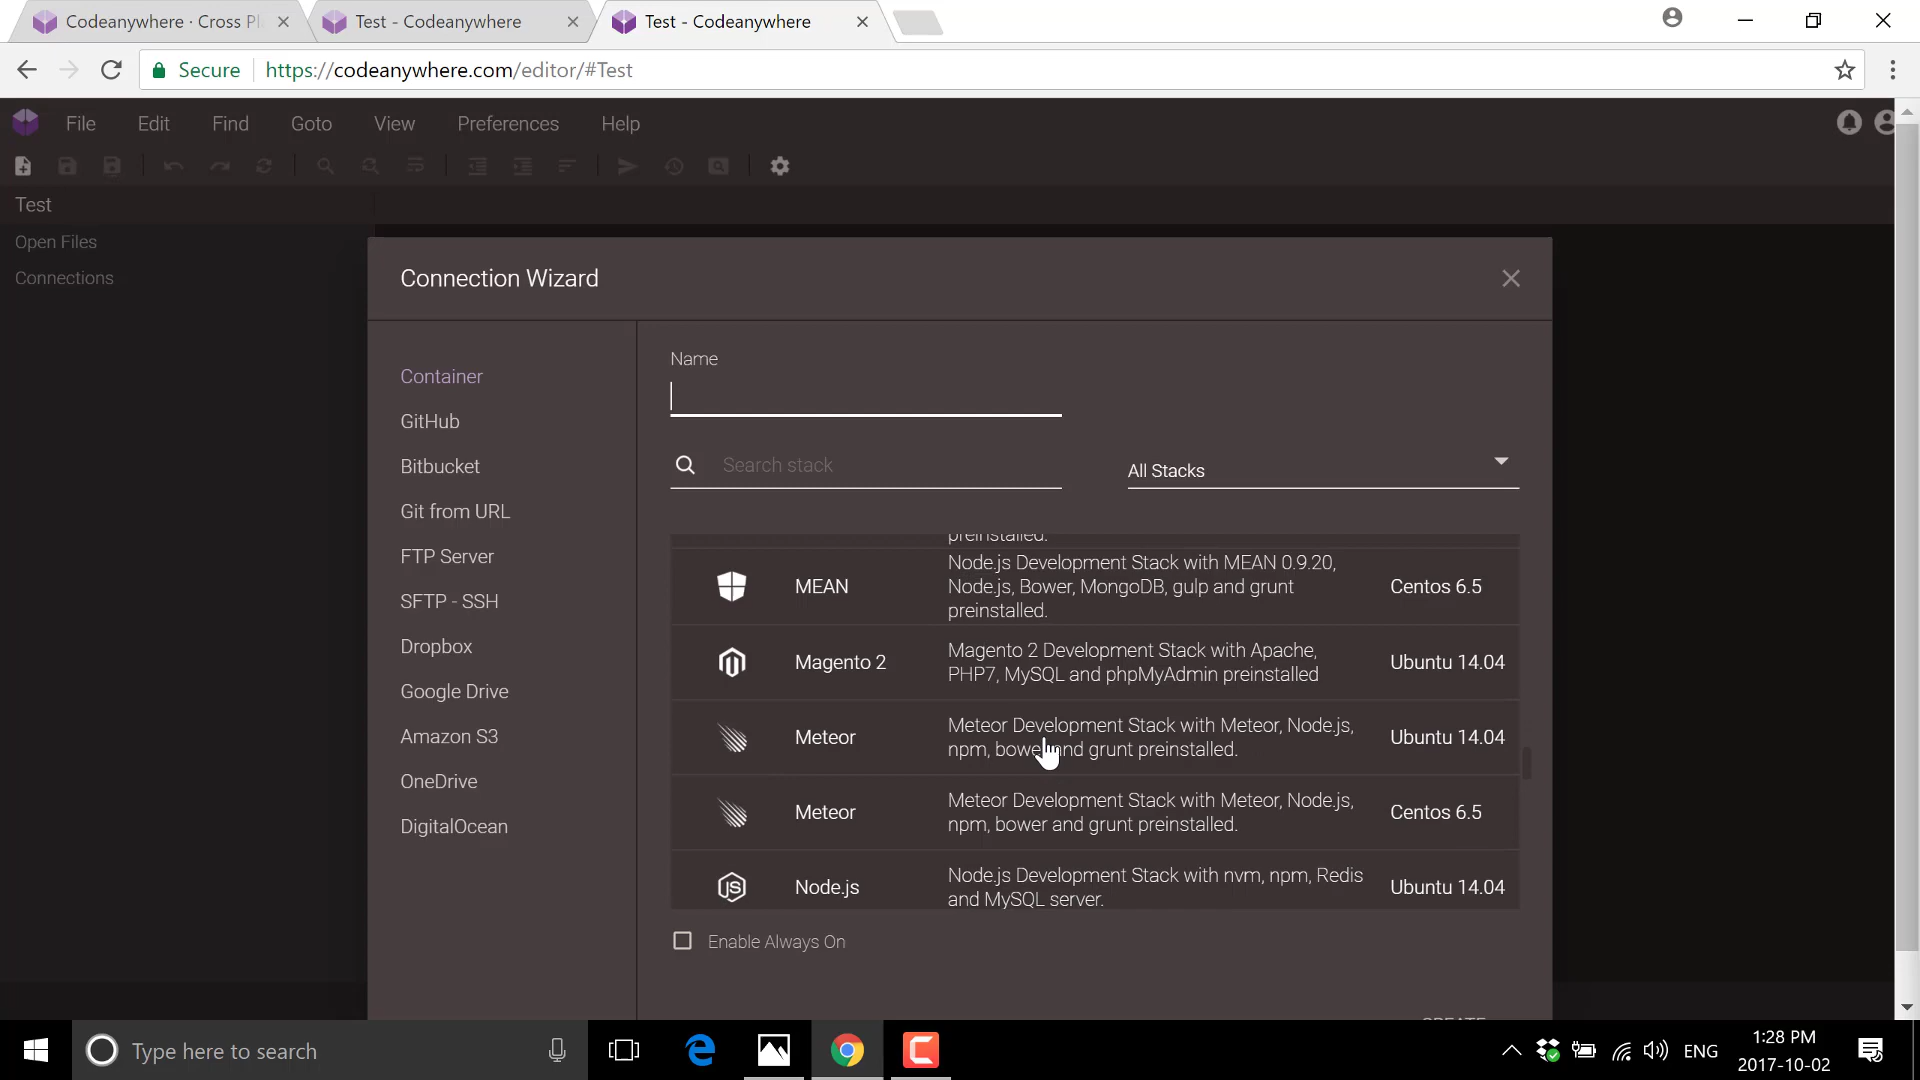 Codeanywhere · Cross Pl
Test - Codeanywhere
Test - Codeanywhere
Secure
https://codeanywhere.com/editor/#Test
File Edit Find Goto View Preferences Help
Test
Open Files
Connections
Connection Wizard
Container
GitHub
Bitbucket
Git from URL
FTP Server
SFTP - SSH
Dropbox
Google Drive
Amazon S3
OneDrive
DigitalOcean
Name
Search stack
All Stacks
preinstalled.
MEAN
Node.js Development Stack with MEAN 0.9.20,
Node.js, Bower, MongoDB, gulp and grunt
preinstalled.
Centos 6.5
Magento 2
Magento 2 Development Stack with Apache,
PHP7, MySQL and phpMyAdmin preinstalled
Ubuntu 14.04
Meteor
Meteor Development Stack with Meteor, Node.js,
npm, bower and grunt preinstalled.
Ubuntu 14.04
Meteor
Meteor Development Stack with Meteor, Node.js,
npm, bower and grunt preinstalled.
Centos 6.5
JS
Node.js
Node.js Development Stack with nvm, npm, Redis
and MySQL server.
Ubuntu 14.04
Enable Always On
CREATE
Type here to search
ENG
1:28 PM
2017-10-02